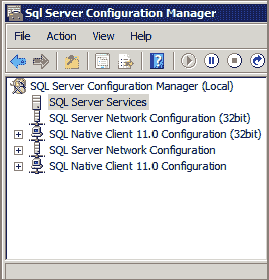 Sql Server Configuration Manager
File Action View Help
SQL Server Configuration Manager (Local)
SQL Server Services
SQL Server Network Configuration (32bit)
SQL Native Client 11.0 Configuration (32bit)
SQL Server Network Configuration
SQL Native Client 11.0 Configuration